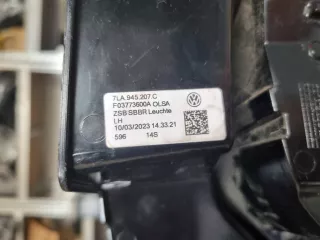 7LA.945.207.C
F03773600A OLSA
ZSB SBBR Leuchte
LH
10/03/2023 14.33.21
596 14S